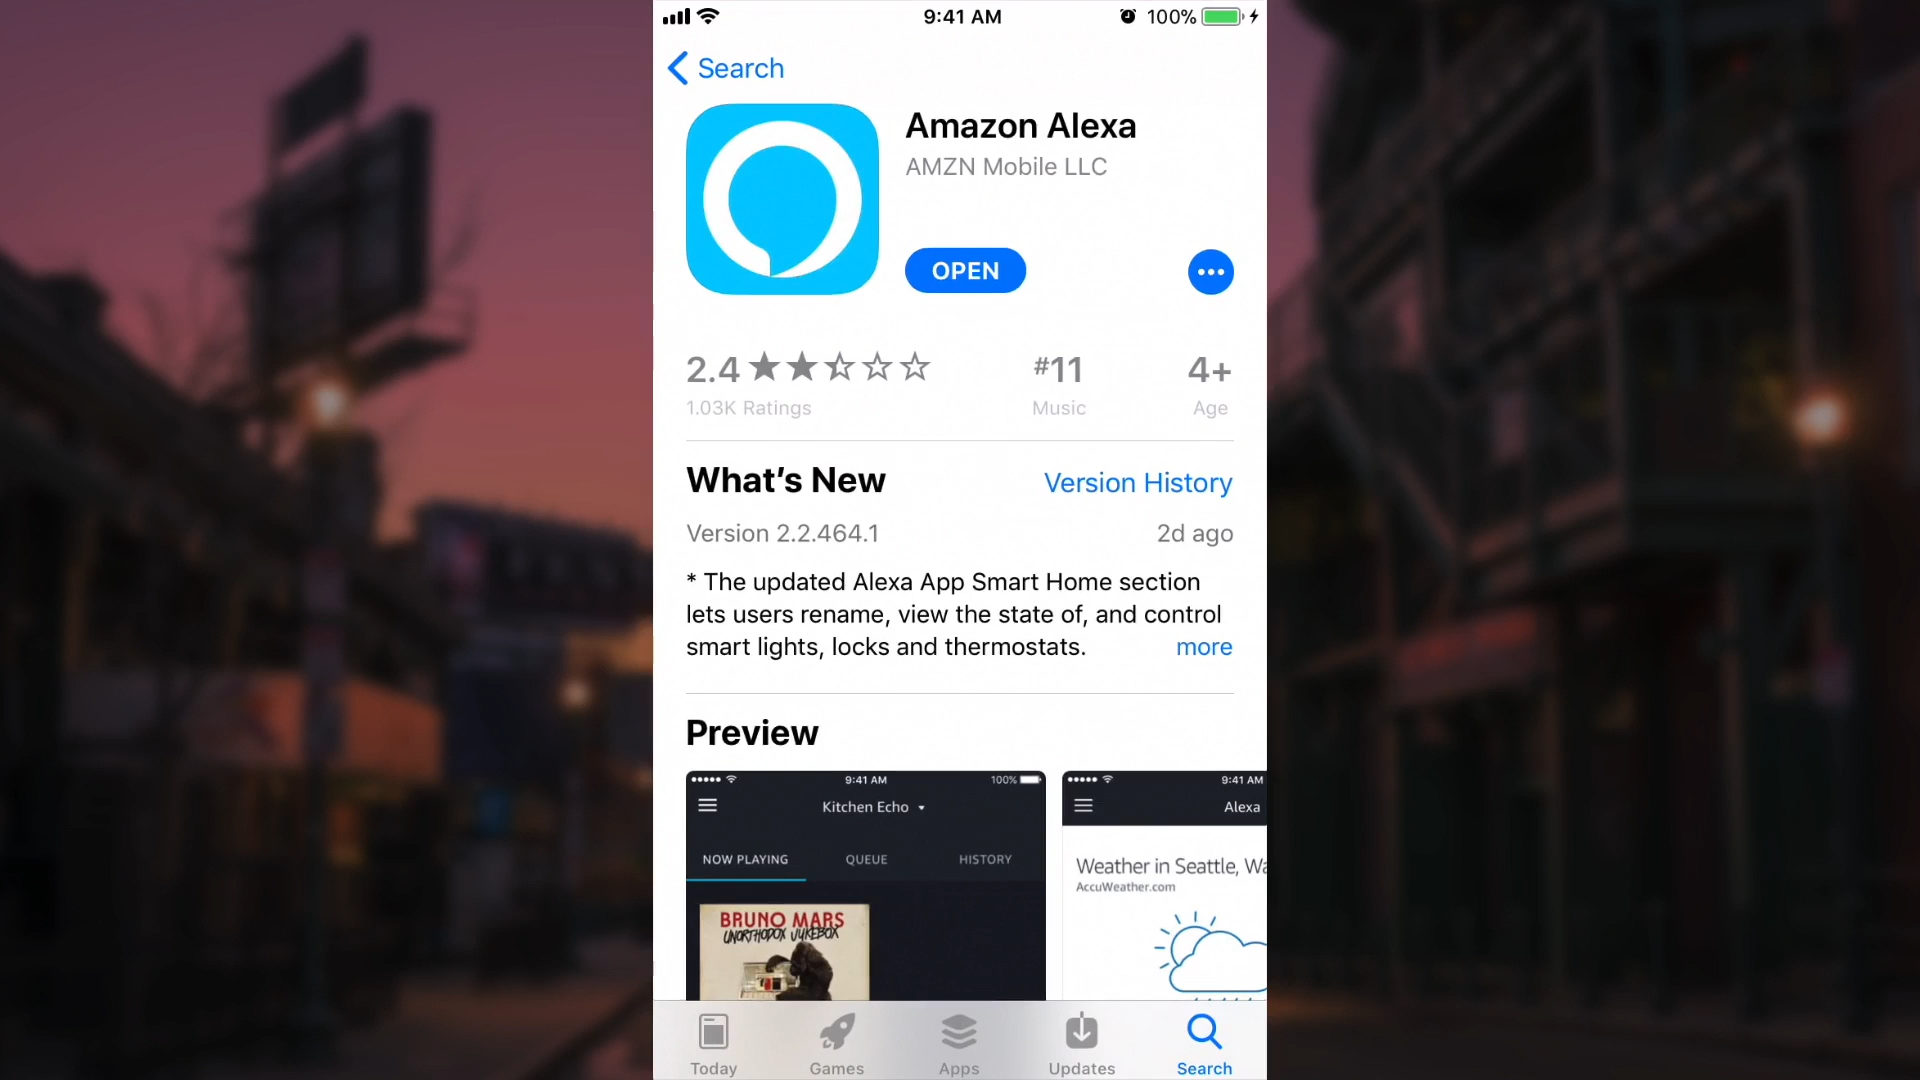 9:41 AM
100%
Search
Amazon Alexa
AMZN Mobile LLC
OPEN
2.4
#11
4+
1.03K Ratings
Music
Age
What's New
Version History
Version 2.2.464.1
2d ago
* The updated Alexa App Smart Home section
lets users rename, view the state of, and control
smart lights, locks and thermostats.
more
Preview
9:41 AM
100%
Kitchen Echo
NOW PLAYING
QUEUE
HISTORY
BRUNO MARS
UNORTHODOX JUKEBOX
9:41 AM
Alexa
Weather in Seattle, Wa
AccuWeather.com
Today
Games
Apps
Updates
Search